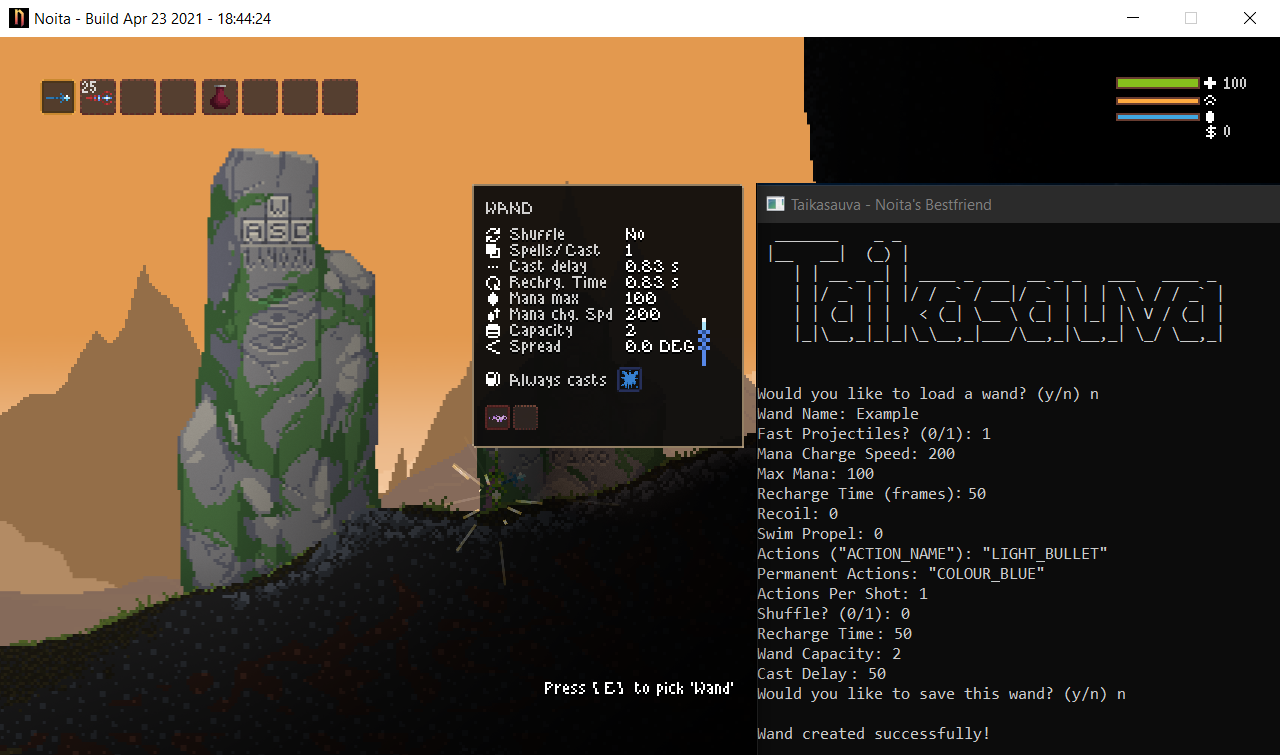 Noita - Build Apr 23 2021 - 18:44:24
25
100
$ 0
W
A S D
WAND
Shuffle No
Spells/Cast 1
Cast delay 0.83 s
Rechrg. Time 0.83 s
Mana max 100
Mana chg. Spd 200
Capacity 2
Spread 0.0 DEG
Always casts
Press [E] to pick 'Wand'
Taikasauva - Noita's Bestfriend
Taikasauva
Would you like to load a wand? (y/n) n
Wand Name: Example
Fast Projectiles? (0/1): 1
Mana Charge Speed: 200
Max Mana: 100
Recharge Time (frames): 50
Recoil: 0
Swim Propel: 0
Actions ("ACTION_NAME"): "LIGHT_BULLET"
Permanent Actions: "COLOUR_BLUE"
Actions Per Shot: 1
Shuffle? (0/1): 0
Recharge Time: 50
Wand Capacity: 2
Cast Delay: 50
Would you like to save this wand? (y/n) n
Wand created successfully!